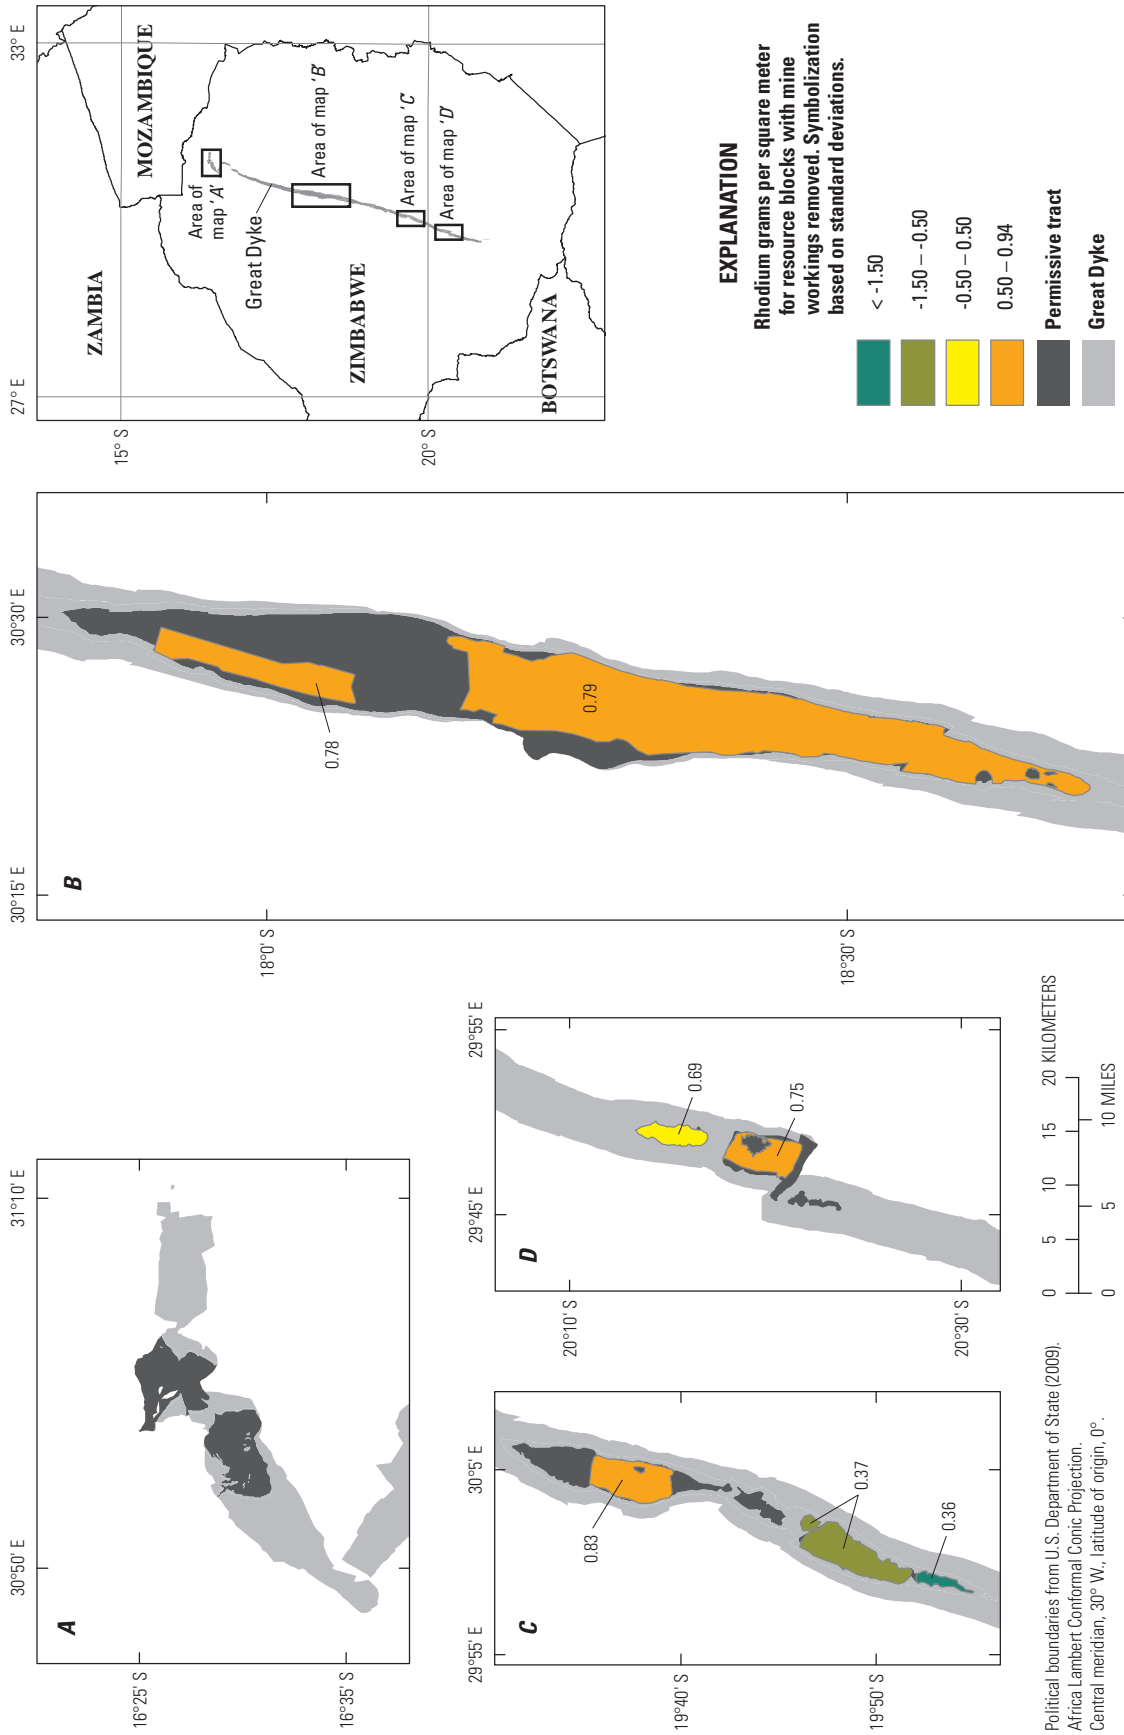 A
30°50' E
31°10' E
16°25' S
16°35' S
B
30°15' E
30°30' E
18°0' S
18°30' S
0.78
0.79
27° E
33° E
15° S
20° S
ZAMBIA
MOZAMBIQUE
ZIMBABWE
BOTSWANA
Great Dyke
Area of
map 'A'
Area of map 'B'
Area of map 'C'
Area of map 'D'
C
29°55' E
30°5' E
19°40' S
19°50' S
0.83
0.37
0.36
D
29°45' E
29°55' E
20°10' S
20°30' S
0.69
0.75
EXPLANATION
Rhodium grams per square meter
for resource blocks with mine
workings removed. Symbolization
based on standard deviations.
< -1.50
-1.50 – -0.50
-0.50 – 0.50
0.50 – 0.94
Permissive tract
Great Dyke
0 5 10 15 20 KILOMETERS
0 5 10 MILES
Political boundaries from U.S. Department of State (2009).
Africa Lambert Conformal Conic Projection.
Central meridian, 30° W., latitude of origin, 0°.